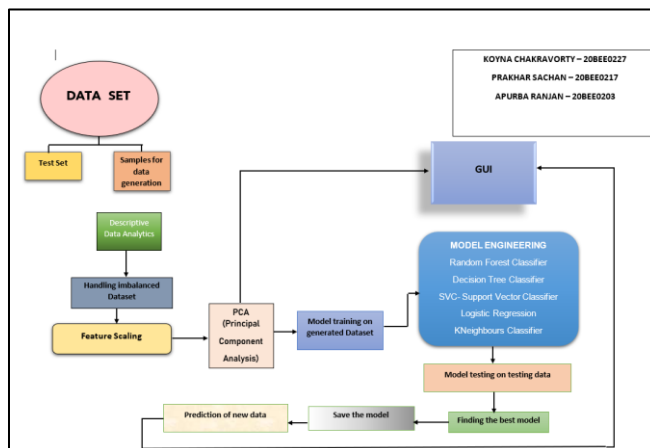 KOYNA CHAKRAVORTY – 20BEE0227
PRAKHAR SACHAN – 20BEE0217
APURBA RANJAN – 20BEE0203
DATA SET
Test Set
Samples for
data
generation
GUI
Descriptive
Data Analytics
Handling imbalanced
Dataset
Feature Scaling
PCA
(Principal
Component
Analysis)
Model training on
generated Dataset
MODEL ENGINEERING
Random Forest Classifier
Decision Tree Classifier
SVC- Support Vector Classifier
Logistic Regression
KNeighbours Classifier
Model testing on testing data
Finding the best model
Save the model
Prediction of new data